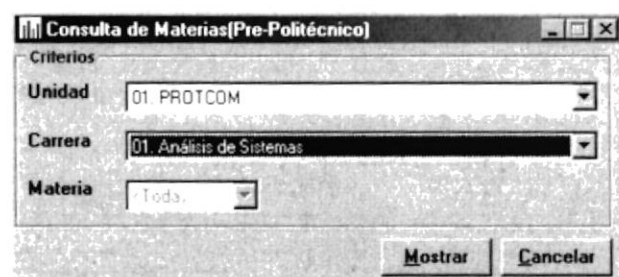 Consulta de Materias(Pre-Politécnico)
Criterios
Unidad 01. PROTCOM
Carrera 01. Análisis de Sistemas
Materia <Toda>
Mostrar Cancelar